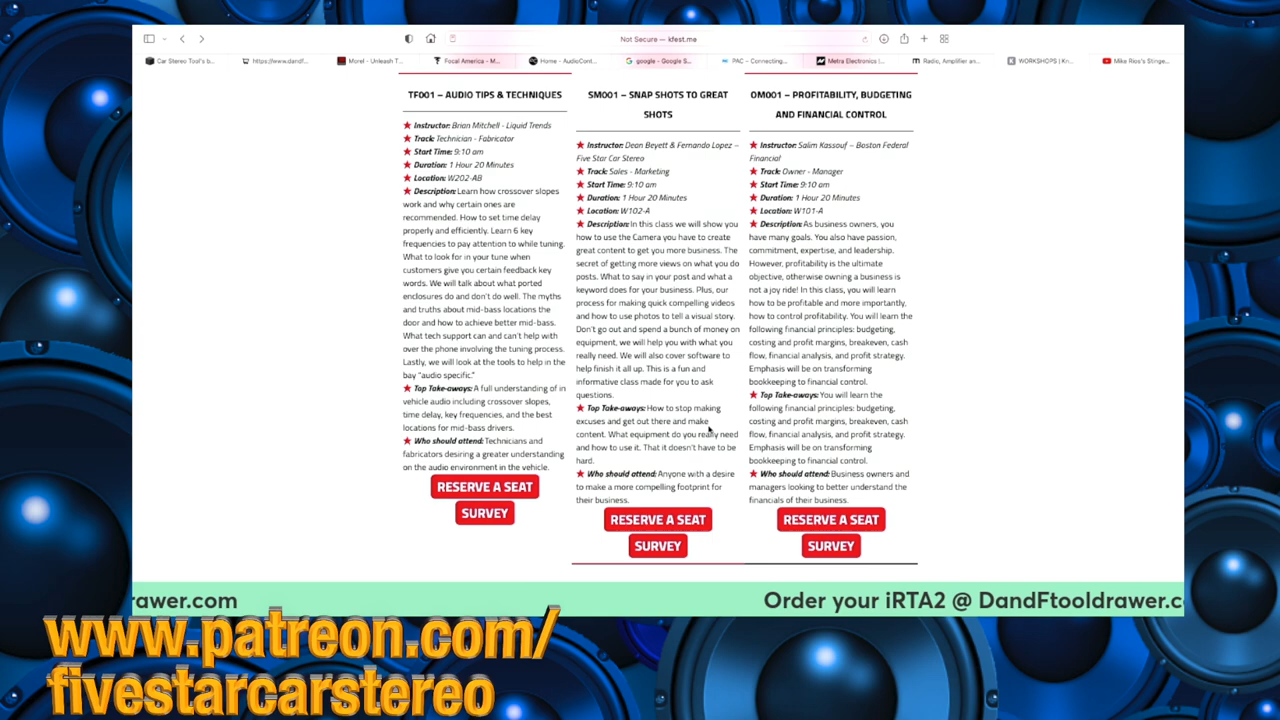 Not Secure — kfest.me
Car Stereo Tool's b...
https://www.dandf...
Morel - Unleash T...
Focal America - M...
Home - AudioCont...
google - Google S...
PAC – Connecting...
Metra Electronics |...
Radio, Amplifier an...
WORKSHOPS | Kn...
Mike Rios's Stinge...
TF001 – AUDIO TIPS & TECHNIQUES
Instructor: Brian Mitchell - Liquid Trends
Track: Technician - Fabricator
Start Time: 9:10 am
Duration: 1 Hour 20 Minutes
Location: W202-AB
Description: Learn how crossover slopes
work and why certain ones are
recommended. How to set time delay
properly and efficiently. Learn 6 key
frequencies to pay attention to while tuning.
What to look for in your tune when
customers give you certain feedback key
words. We will talk about what ported
enclosures do and don't do well. The myths
and truths about mid-bass locations the
door and how to achieve better mid-bass.
What tech support can and can't help with
over the phone involving the tuning process.
Lastly, we will look at the tools to help in the
bay "audio specific."
Top Take-aways: A full understanding of in
vehicle audio including crossover slopes,
time delay, key frequencies, and the best
locations for mid-bass drivers.
Who should attend: Technicians and
fabricators desiring a greater understanding
on the audio environment in the vehicle.
RESERVE A SEAT
SURVEY
SM001 – SNAP SHOTS TO GREAT
SHOTS
Instructor: Dean Beyett & Fernando Lopez –
Five Star Car Stereo
Track: Sales - Marketing
Start Time: 9:10 am
Duration: 1 Hour 20 Minutes
Location: W102-A
Description: In this class we will show you
how to use the Camera you have to create
great content to get you more business. The
secret of getting more views on what you do
posts. What to say in your post and what a
keyword does for your business. Plus, our
process for making quick compelling videos
and how to use photos to tell a visual story.
Don't go out and spend a bunch of money on
equipment, we will help you with what you
really need. We will also cover software to
help finish it all up. This is a fun and
informative class made for you to ask
questions.
Top Take-aways: How to stop making
excuses and get out there and make
content. What equipment do you really need
and how to use it. That it doesn't have to be
hard.
Who should attend: Anyone with a desire
to make a more compelling footprint for
their business.
RESERVE A SEAT
SURVEY
OM001 – PROFITABILITY, BUDGETING
AND FINANCIAL CONTROL
Instructor: Salim Kassouf – Boston Federal
Financial
Track: Owner - Manager
Start Time: 9:10 am
Duration: 1 Hour 20 Minutes
Location: W101-A
Description: As business owners, you
have many goals. You also have passion,
commitment, expertise, and leadership.
However, profitability is the ultimate
objective, otherwise owning a business is
not a joy ride! In this class, you will learn
how to be profitable and more importantly,
how to control profitability. You will learn the
following financial principles: budgeting,
costing and profit margins, breakeven, cash
flow, financial analysis, and profit strategy.
Emphasis will be on transforming
bookkeeping to financial control.
Top Take-aways: You will learn the
following financial principles: budgeting,
costing and profit margins, breakeven, cash
flow, financial analysis, and profit strategy.
Emphasis will be on transforming
bookkeeping to financial control.
Who should attend: Business owners and
managers looking to better understand the
financials of their business.
RESERVE A SEAT
SURVEY
rawer.com
Order your iRTA2 @ DandFtooldrawer.c
www.patreon.com/
fivestarcarstereo